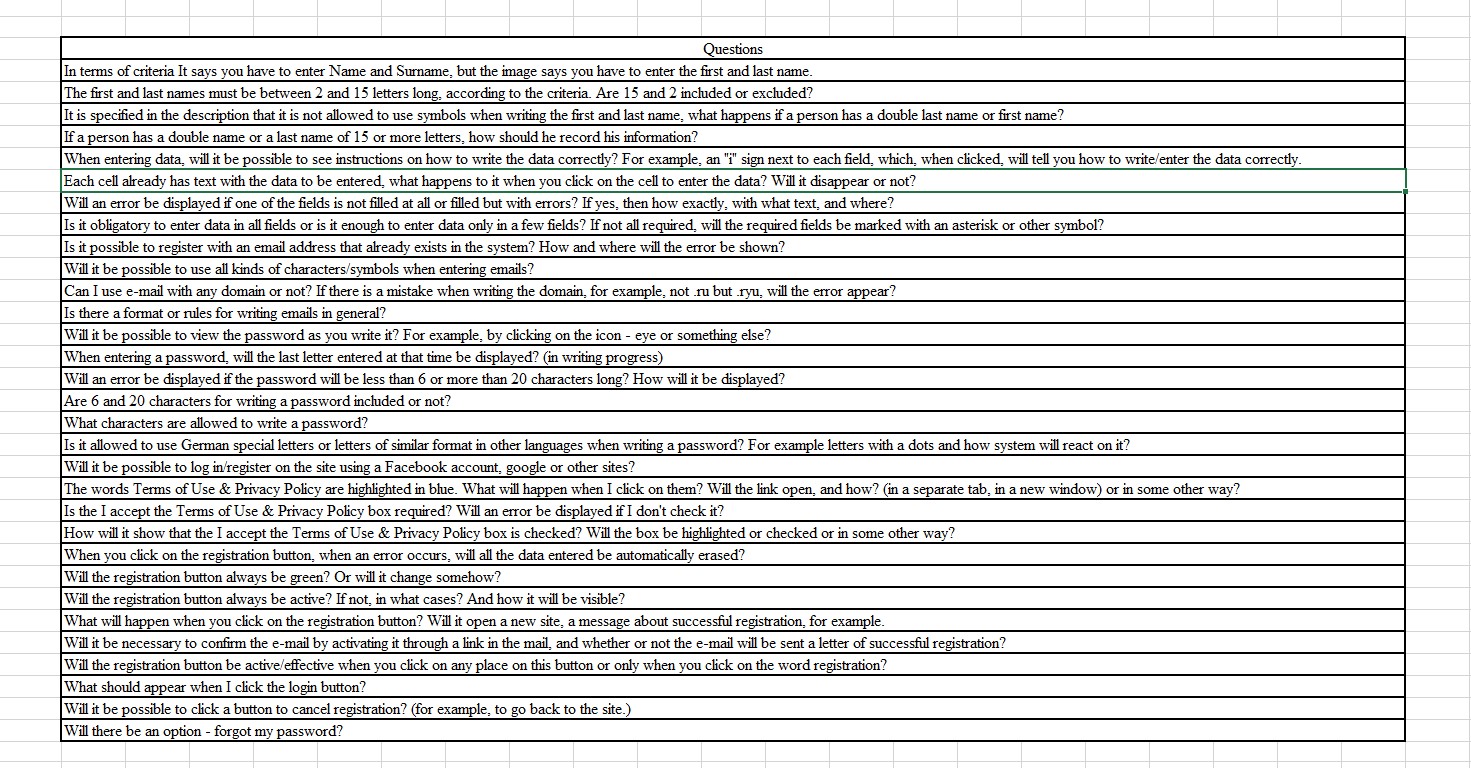 Questions
In terms of criteria It says you have to enter Name and Surname, but the image says you have to enter the first and last name.
The first and last names must be between 2 and 15 letters long, according to the criteria. Are 15 and 2 included or excluded?
It is specified in the description that it is not allowed to use symbols when writing the first and last name, what happens if a person has a double last name or first name?
If a person has a double name or a last name of 15 or more letters, how should he record his information?
When entering data, will it be possible to see instructions on how to write the data correctly? For example, an "i" sign next to each field, which, when clicked, will tell you how to write/enter the data correctly.
Each cell already has text with the data to be entered, what happens to it when you click on the cell to enter the data? Will it disappear or not?
Will an error be displayed if one of the fields is not filled at all or filled but with errors? If yes, then how exactly, with what text, and where?
Is it obligatory to enter data in all fields or is it enough to enter data only in a few fields? If not all required, will the required fields be marked with an asterisk or other symbol?
Is it possible to register with an email address that already exists in the system? How and where will the error be shown?
Will it be possible to use all kinds of characters/symbols when entering emails?
Can I use e-mail with any domain or not? If there is a mistake when writing the domain, for example, not .ru but .ryu, will the error appear?
Is there a format or rules for writing emails in general?
Will it be possible to view the password as you write it? For example, by clicking on the icon - eye or something else?
When entering a password, will the last letter entered at that time be displayed? (in writing progress)
Will an error be displayed if the password will be less than 6 or more than 20 characters long? How will it be displayed?
Are 6 and 20 characters for writing a password included or not?
What characters are allowed to write a password?
Is it allowed to use German special letters or letters of similar format in other languages when writing a password? For example letters with a dots and how system will react on it?
Will it be possible to log in/register on the site using a Facebook account, google or other sites?
The words Terms of Use & Privacy Policy are highlighted in blue. What will happen when I click on them? Will the link open, and how? (in a separate tab, in a new window) or in some other way?
Is the I accept the Terms of Use & Privacy Policy box required? Will an error be displayed if I don't check it?
How will it show that the I accept the Terms of Use & Privacy Policy box is checked? Will the box be highlighted or checked or in some other way?
When you click on the registration button, when an error occurs, will all the data entered be automatically erased?
Will the registration button always be green? Or will it change somehow?
Will the registration button always be active? If not, in what cases? And how it will be visible?
What will happen when you click on the registration button? Will it open a new site, a message about successful registration, for example.
Will it be necessary to confirm the e-mail by activating it through a link in the mail, and whether or not the e-mail will be sent a letter of successful registration?
Will the registration button be active/effective when you click on any place on this button or only when you click on the word registration?
What should appear when I click the login button?
Will it be possible to click a button to cancel registration? (for example, to go back to the site.)
Will there be an option - forgot my password?